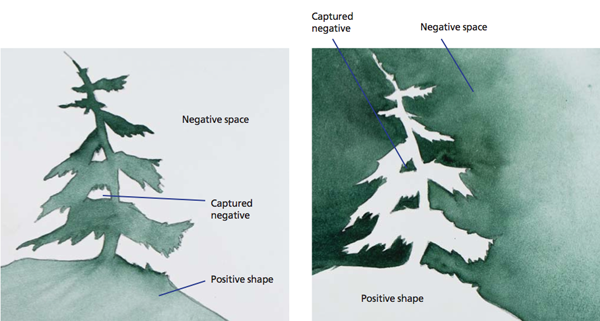 Negative space
Captured
negative
Positive shape
Captured
negative
Negative space
Positive shape